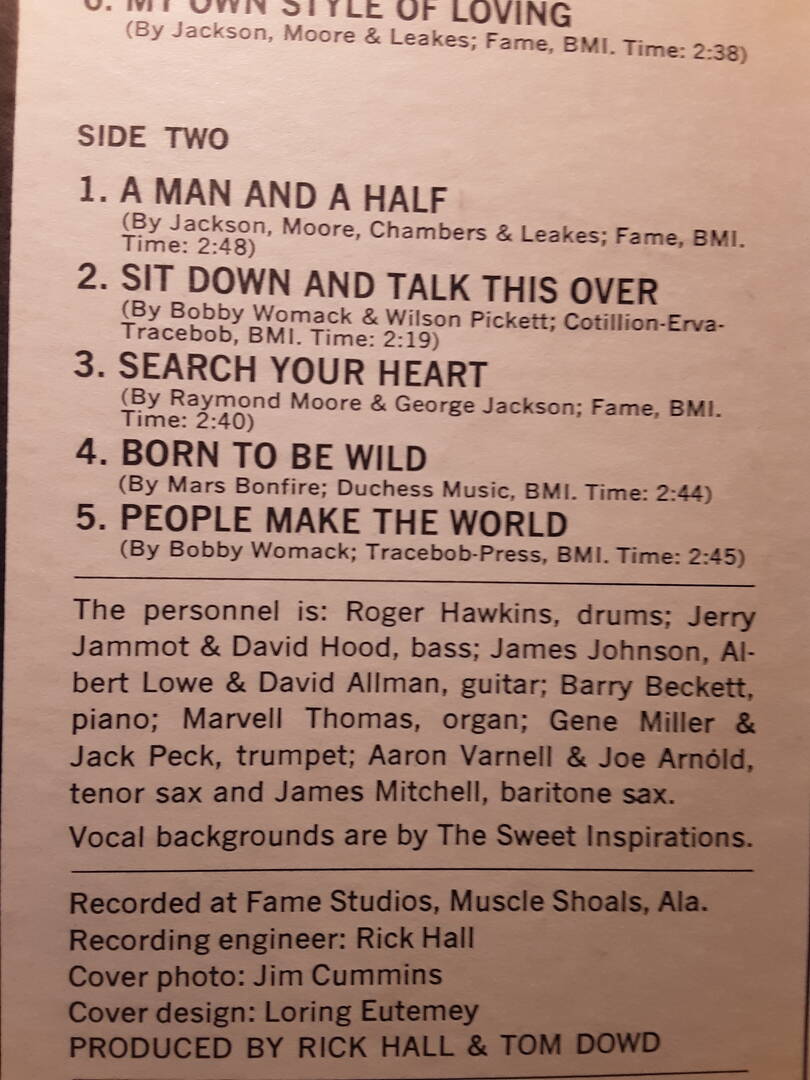 6. MY OWN STYLE OF LOVING
(By Jackson, Moore & Leakes; Fame, BMI. Time: 2:38)
SIDE TWO
1. A MAN AND A HALF
(By Jackson, Moore, Chambers & Leakes; Fame, BMI.
Time: 2:48)
2. SIT DOWN AND TALK THIS OVER
(By Bobby Womack & Wilson Pickett; Cotillion-Erva-
Tracebob, BMI. Time: 2:19)
3. SEARCH YOUR HEART
(By Raymond Moore & George Jackson; Fame, BMI.
Time: 2:40)
4. BORN TO BE WILD
(By Mars Bonfire; Duchess Music, BMI. Time: 2:44)
5. PEOPLE MAKE THE WORLD
(By Bobby Womack; Tracebob-Press, BMI. Time: 2:45)
The personnel is: Roger Hawkins, drums; Jerry
Jammot & David Hood, bass; James Johnson, Al-
bert Lowe & David Allman, guitar; Barry Beckett,
piano; Marvell Thomas, organ; Gene Miller &
Jack Peck, trumpet; Aaron Varnell & Joe Arnold,
tenor sax and James Mitchell, baritone sax.
Vocal backgrounds are by The Sweet Inspirations.
Recorded at Fame Studios, Muscle Shoals, Ala.
Recording engineer: Rick Hall
Cover photo: Jim Cummins
Cover design: Loring Eutemey
PRODUCED BY RICK HALL & TOM DOWD